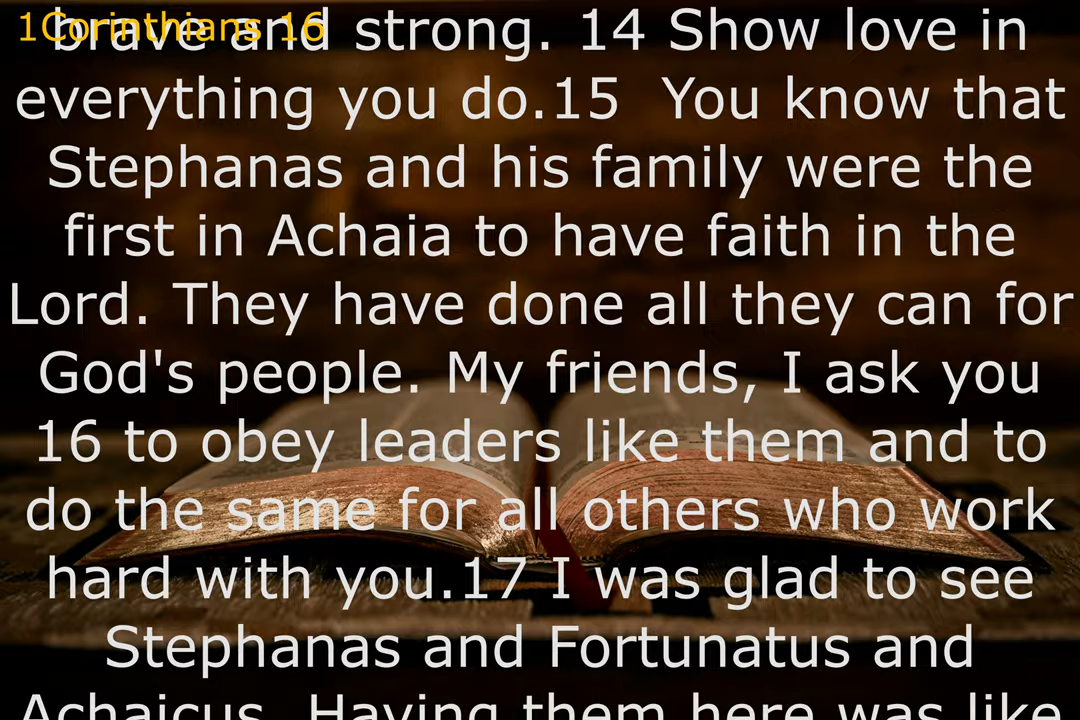 1Corinthians 16
brave and strong. 14 Show love in
everything you do.15  You know that
Stephanas and his family were the
first in Achaia to have faith in the
Lord. They have done all they can for
God's people. My friends, I ask you
16 to obey leaders like them and to
do the same for all others who work
hard with you.17 I was glad to see
Stephanas and Fortunatus and
Achaicus. Having them here was like